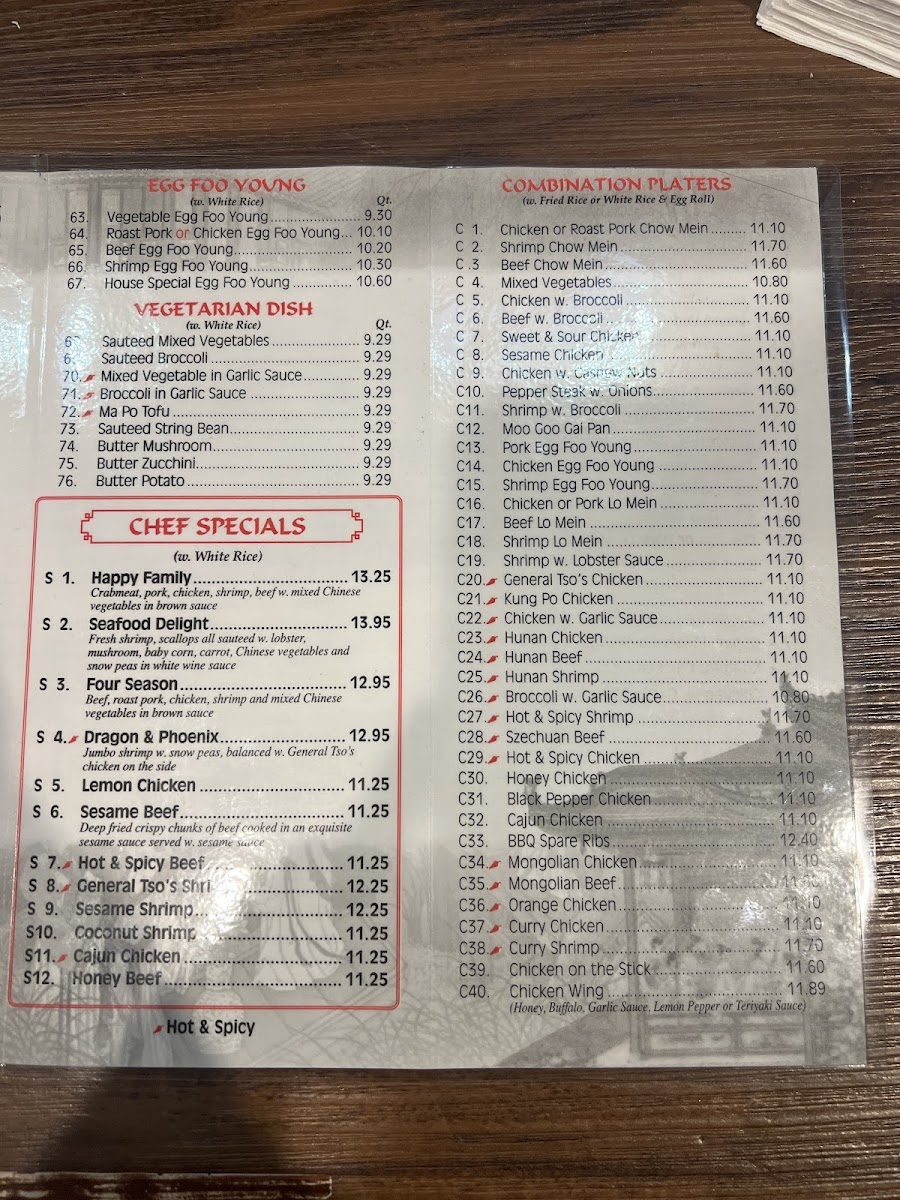 EGG FOO YOUNG
(w. White Rice) Qt.
63. Vegetable Egg Foo Young 9.30
64. Roast Pork or Chicken Egg Foo Young 10.10
65. Beef Egg Foo Young 10.20
66. Shrimp Egg Foo Young 10.30
67. House Special Egg Foo Young 10.60
VEGETARIAN DISH
(w. White Rice) Qt.
Sauteed Mixed Vegetables 9.29
Sauteed Broccoli 9.29
70. Mixed Vegetable in Garlic Sauce 9.29
71. Broccoli in Garlic Sauce 9.29
72. Ma Po Tofu 9.29
73. Sauteed String Bean 9.29
74. Butter Mushroom 9.29
75. Butter Zucchini 9.29
76. Butter Potato 9.29
CHEF SPECIALS
(w. White Rice)
S 1. Happy Family 13.25
Crabmeat, pork, chicken, shrimp, beef w. mixed Chinese
vegetables in brown sauce
S 2. Seafood Delight 13.95
Fresh shrimp, scallops all sauteed w. lobster,
mushroom, baby corn, carrot, Chinese vegetables and
snow peas in white wine sauce
S 3. Four Season 12.95
Beef, roast pork, chicken, shrimp and mixed Chinese
vegetables in brown sauce
S 4. Dragon & Phoenix 12.95
Jumbo shrimp w. snow peas, balanced w. General Tso's
chicken on the side
S 5. Lemon Chicken 11.25
S 6. Sesame Beef 11.25
Deep fried crispy chunks of beef cooked in an exquisite
sesame sauce served w. sesame sauce
S 7. Hot & Spicy Beef 11.25
S 8. General Tso's Shri 12.25
S 9. Sesame Shrimp 12.25
S10. Coconut Shrimp 11.25
S11. Cajun Chicken 11.25
S12. Honey Beef 11.25
Hot & Spicy
COMBINATION PLATERS
(w. Fried Rice or White Rice & Egg Roll)
C 1. Chicken or Roast Pork Chow Mein 11.10
C 2. Shrimp Chow Mein 11.70
C .3 Beef Chow Mein 11.60
C 4. Mixed Vegetables 10.80
C 5. Chicken w. Broccoli 11.10
C 6. Beef w. Broccoli 11.60
C 7. Sweet & Sour Chicken 11.10
C 8. Sesame Chicken 11.10
C 9. Chicken w. Cashew Nuts 11.10
C10. Pepper Steak w. Onions 11.60
C11. Shrimp w. Broccoli 11.70
C12. Moo Goo Gai Pan 11.10
C13. Pork Egg Foo Young 11.10
C14. Chicken Egg Foo Young 11.10
C15. Shrimp Egg Foo Young 11.70
C16. Chicken or Pork Lo Mein 11.10
C17. Beef Lo Mein 11.60
C18. Shrimp Lo Mein 11.70
C19. Shrimp w. Lobster Sauce 11.70
C20. General Tso's Chicken 11.10
C21. Kung Po Chicken 11.10
C22. Chicken w. Garlic Sauce 11.10
C23. Hunan Chicken 11.10
C24. Hunan Beef 11.10
C25. Hunan Shrimp 11.10
C26. Broccoli w. Garlic Sauce 10.80
C27. Hot & Spicy Shrimp 11.70
C28. Szechuan Beef 11.60
C29. Hot & Spicy Chicken 11.10
C30. Honey Chicken 11.10
C31. Black Pepper Chicken 11.10
C32. Cajun Chicken 11.10
C33. BBQ Spare Ribs 12.40
C34. Mongolian Chicken 11.10
C35. Mongolian Beef
C36. Orange Chicken 11.10
C37. Curry Chicken 11.10
C38. Curry Shrimp 11.70
C39. Chicken on the Stick 11.60
C40. Chicken Wing 11.89
(Honey, Buffalo, Garlic Sauce, Lemon Pepper or Teriyaki Sauce)